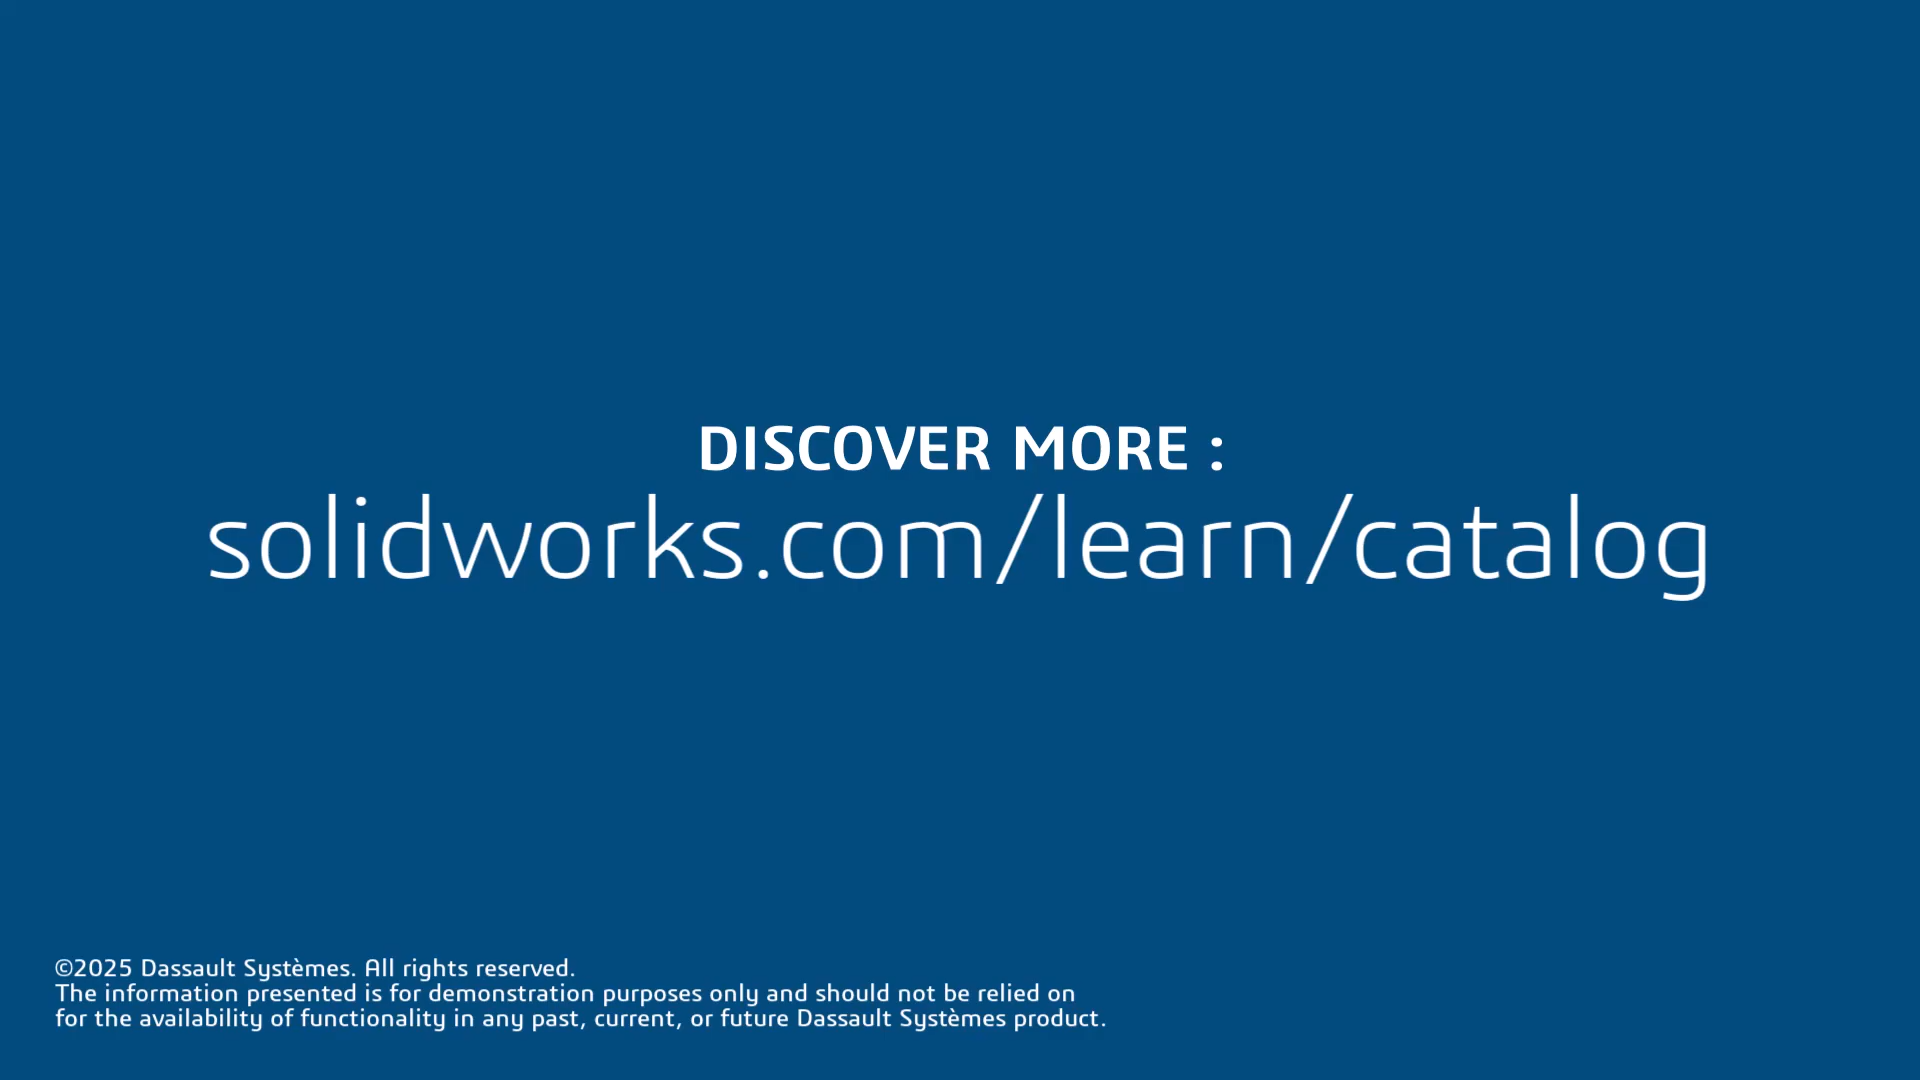 DISCOVER MORE :
solidworks.com/learn/catalog
©2025 Dassault Systèmes. All rights reserved.
The information presented is for demonstration purposes only and should not be relied on
for the availability of functionality in any past, current, or future Dassault Systèmes product.